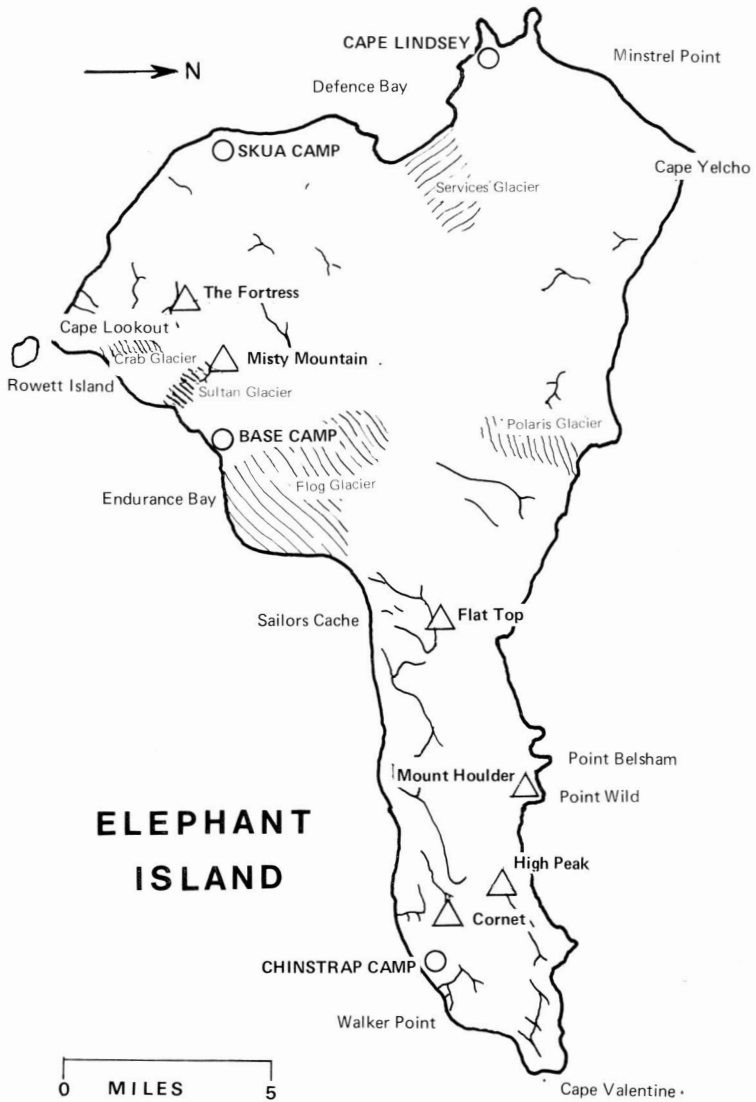 CAPE LINDSEY
Minstrel Point
N
Defence Bay
SKUA CAMP
Cape Yelcho
Services' Glacier
The Fortress
Cape Lookout
Crab Glacier
Misty Mountain
Rowett Island
Sultan Glacier
Polaris Glacier
BASE CAMP
Flog Glacier
Endurance Bay
Sailors Cache
Flat Top
Point Belsham
Mount Houlder
Point Wild
ELEPHANT
ISLAND
High Peak
Cornet
CHINSTRAP CAMP
Walker Point
0 MILES 5
Cape Valentine